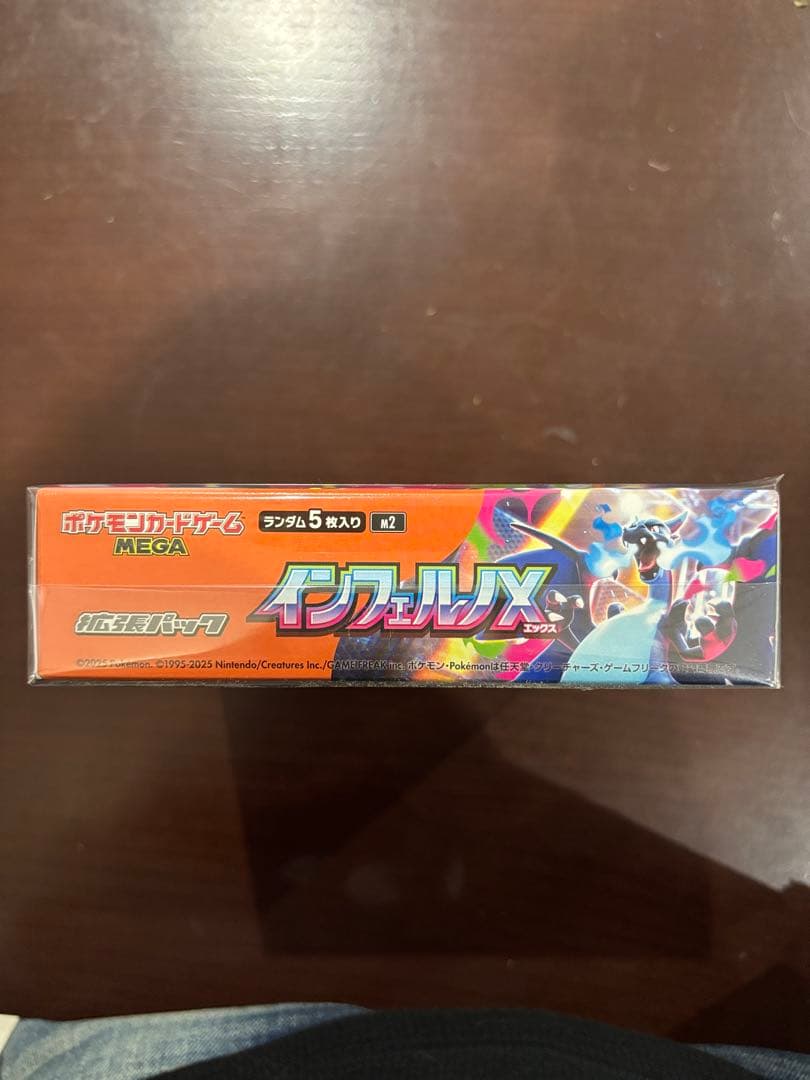 ポケモンカードゲーム
MEGA
ランダム5枚入り M2
インフェルノX
エックス
拡張パック
©2025 Pokémon. ©1995-2025 Nintendo/Creatures Inc./GAME FREAK inc. ポケモン・Pokémonは任天堂・クリーチャーズ・ゲームフリークの